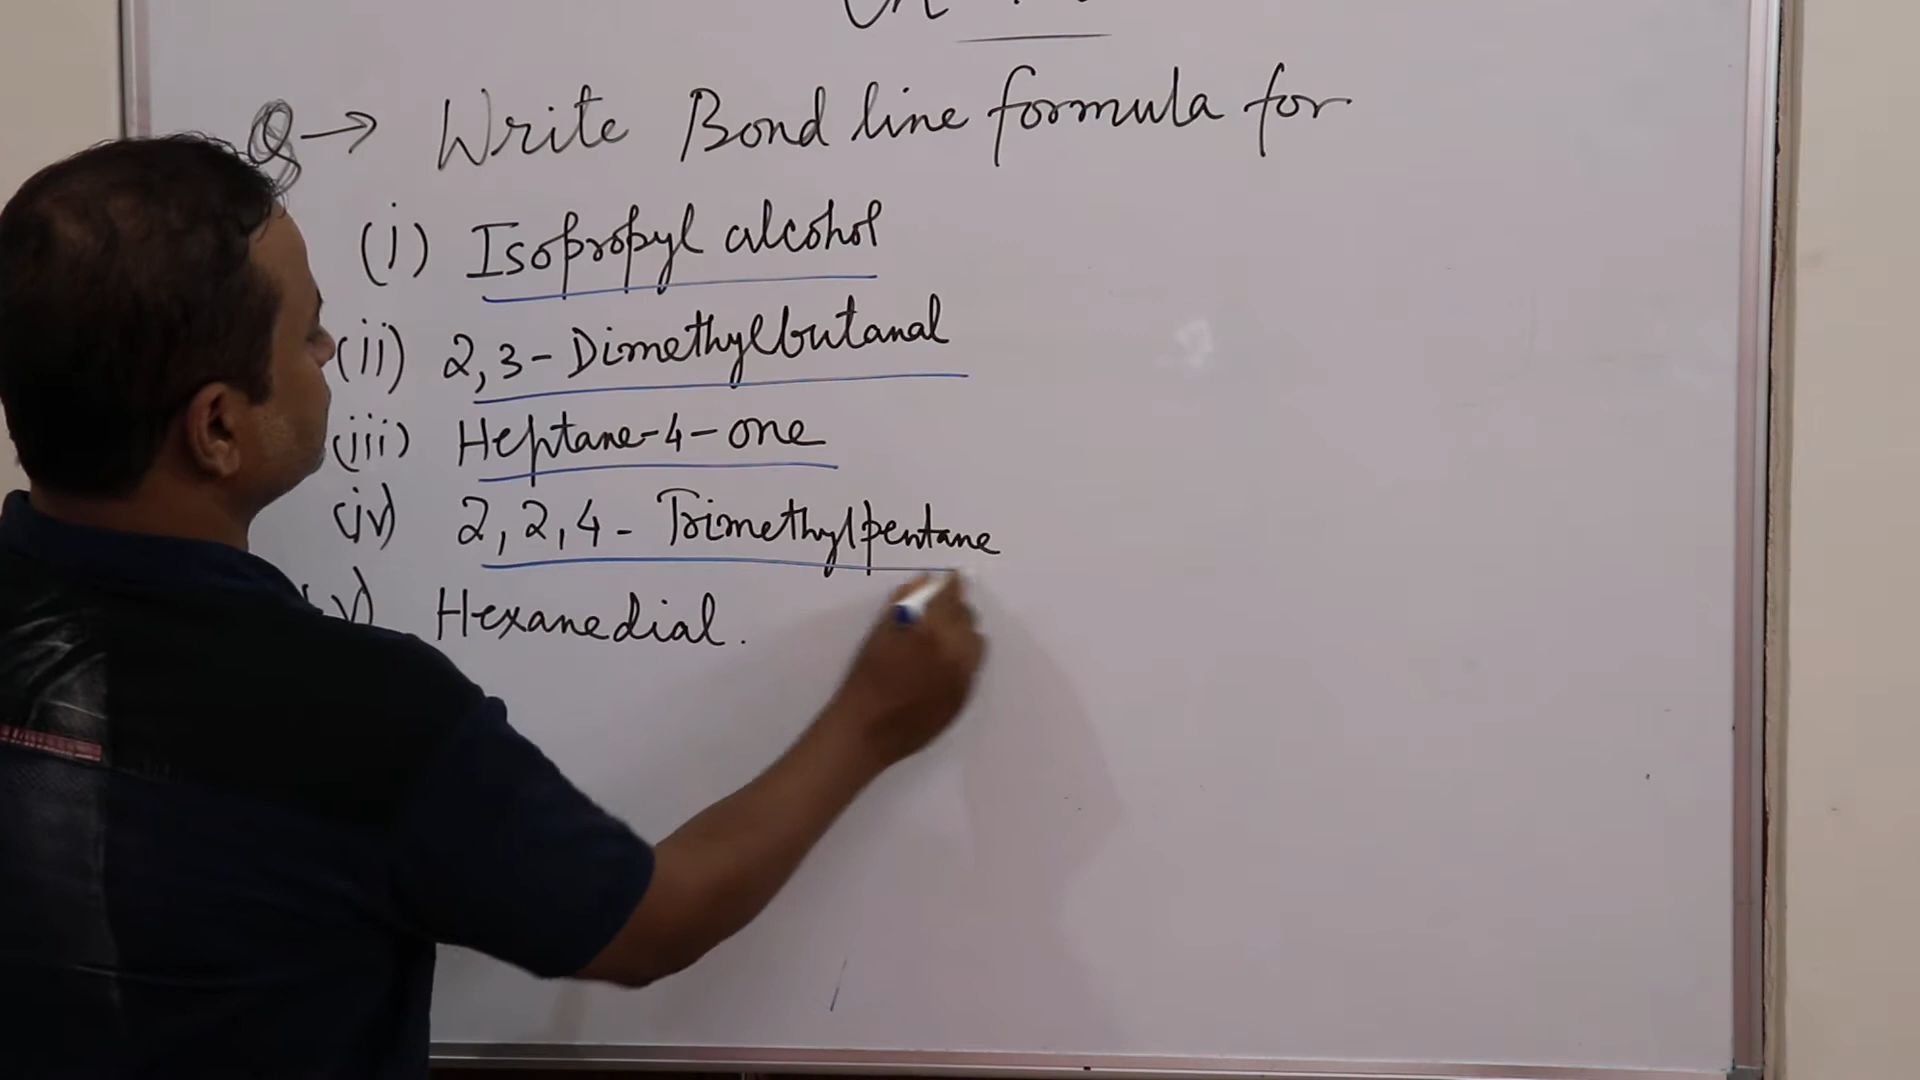 Q → Write Bond line formula for
(i) Isopropyl alcohol
(ii) 2,3-Dimethylbutanal
(iii) Heptane-4-one
(iv) 2,2,4-Trimethylpentane
(v) Hexanedial.